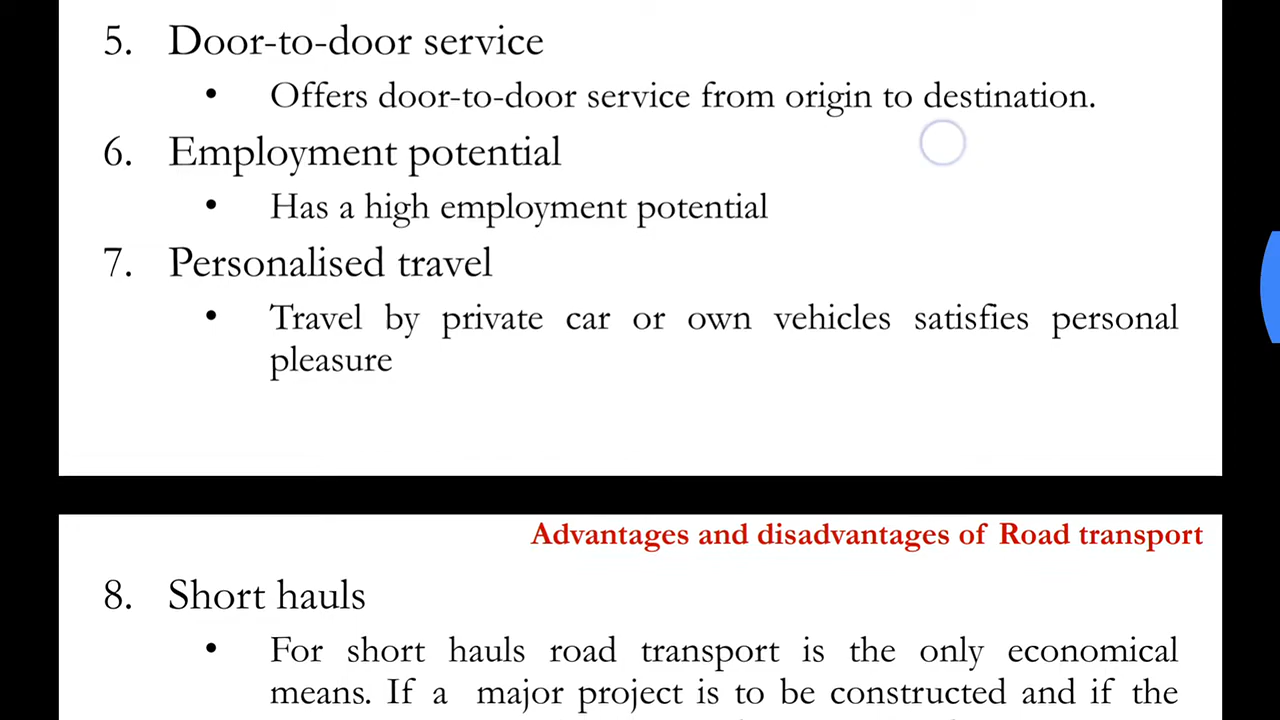 5. Door-to-door service
• Offers door-to-door service from origin to destination.
6. Employment potential
• Has a high employment potential
7. Personalised travel
• Travel by private car or own vehicles satisfies personal
pleasure
Advantages and disadvantages of Road transport
8. Short hauls
• For short hauls road transport is the only economical
means. If a major project is to be constructed and if the